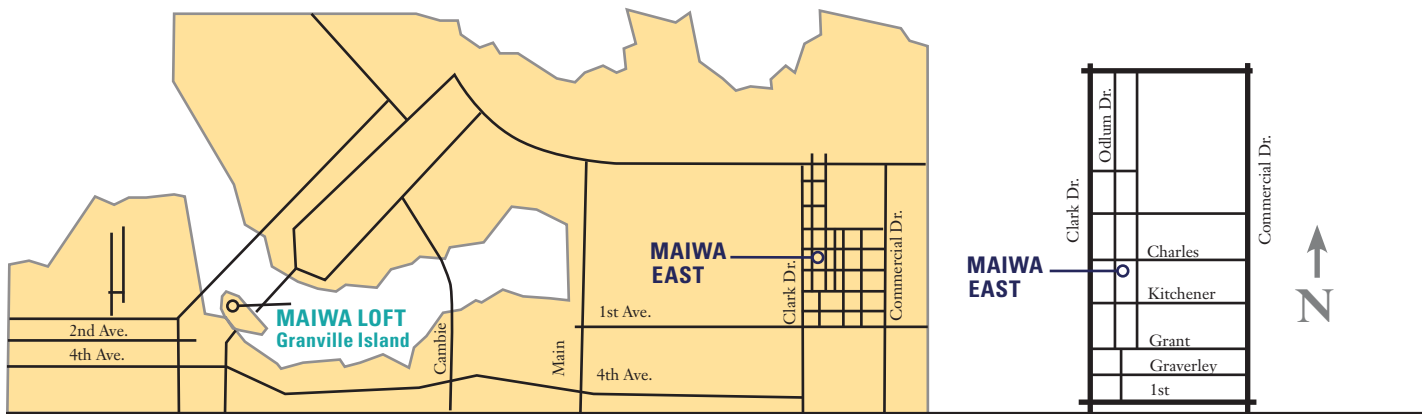 2nd Ave.
4th Ave.
MAIWA LOFT
Granville Island
Cambie
Main
4th Ave.
1st Ave.
MAIWA
EAST
Clark Dr.
Commercial Dr.
Clark Dr.
Odlum Dr.
Commercial Dr.
MAIWA
EAST
Charles
Kitchener
Grant
Graverley
1st
N